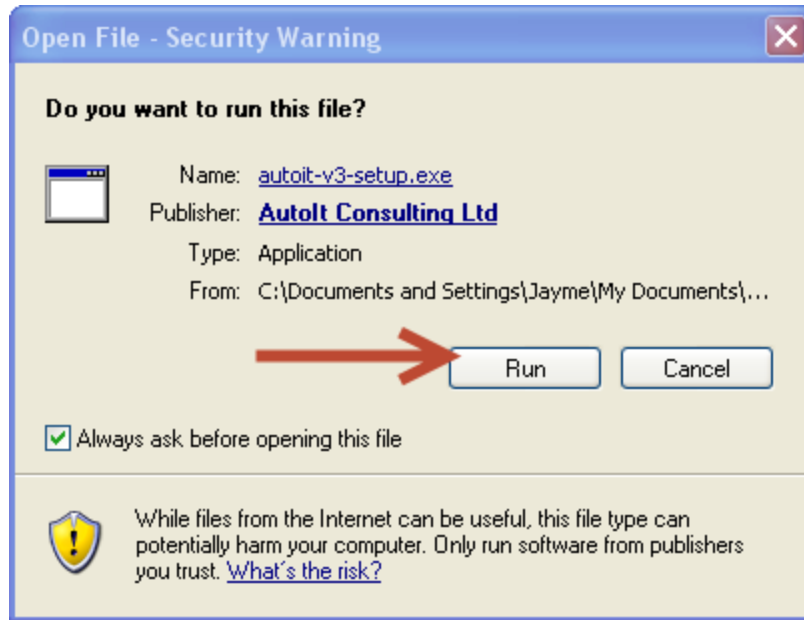 Open File - Security Warning
Do you want to run this file?
Name: autoit-v3-setup.exe
Publisher: AutoIt Consulting Ltd
Type: Application
From: C:\Documents and Settings\Jayme\My Documents\...
Run Cancel
Always ask before opening this file
While files from the Internet can be useful, this file type can
potentially harm your computer. Only run software from publishers
you trust. What's the risk?